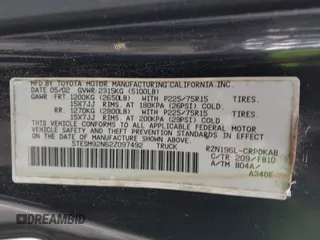 MFD BY TOYOTA MOTOR MANUFACTURING CALIFORNIA, INC.
05/02 GVWR 2315KG (5100LB)
GAWR FRT. 1200KG (2650LB) WITH P225/75R15 TIRES,
15X7JJ RIMS, AT 180KPA (26PSI) COLD
RR. 1270KG (2800LB) WITH P225/75R15 TIRES,
15X7JJ RIMS, AT 200KPA (29PSI) COLD
THIS VEHICLE CONFORMS TO ALL APPLICABLE FEDERAL MOTOR
VEHICLE SAFETY AND THEFT PREVENTION STANDARDS IN
EFFECT ON THE DATE OF MANUFACTURE SHOWN ABOVE.
5TESM92N62Z097492 TRUCK
RZN196L-CRPDKAB
C/TR 209/FB10
A/TM B04A/
A340E
DREAMBID
.com